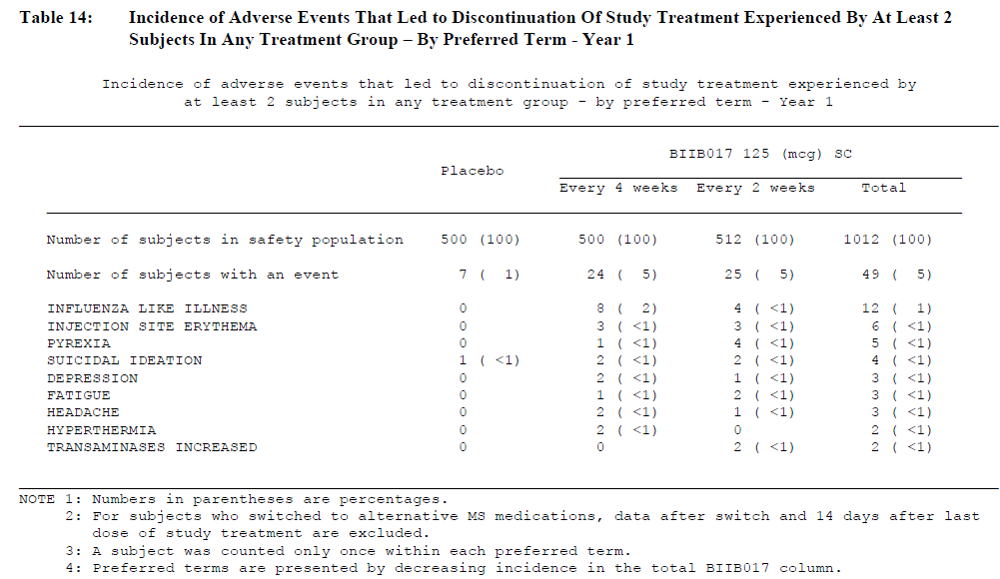 Table 14: Incidence of Adverse Events That Led to Discontinuation Of Study Treatment Experienced By At Least 2
Subjects In Any Treatment Group – By Preferred Term - Year 1
Incidence of adverse events that led to discontinuation of study treatment experienced by
at least 2 subjects in any treatment group - by preferred term - Year 1
BIIB017 125 (mcg) SC
Placebo
Every 4 weeks Every 2 weeks Total
Number of subjects in safety population 500 (100) 500 (100) 512 (100) 1012 (100)
Number of subjects with an event 7 ( 1) 24 ( 5) 25 ( 5) 49 ( 5)
INFLUENZA LIKE ILLNESS 0 8 ( 2) 4 ( <1) 12 ( 1)
INJECTION SITE ERYTHEMA 0 3 ( <1) 3 ( <1) 6 ( <1)
PYREXIA 0 1 ( <1) 4 ( <1) 5 ( <1)
SUICIDAL IDEATION 1 ( <1) 2 ( <1) 2 ( <1) 4 ( <1)
DEPRESSION 0 2 ( <1) 1 ( <1) 3 ( <1)
FATIGUE 0 1 ( <1) 2 ( <1) 3 ( <1)
HEADACHE 0 2 ( <1) 1 ( <1) 3 ( <1)
HYPERTHERMIA 0 2 ( <1) 0 2 ( <1)
TRANSAMINASES INCREASED 0 0 2 ( <1) 2 ( <1)
NOTE 1: Numbers in parentheses are percentages.
2: For subjects who switched to alternative MS medications, data after switch and 14 days after last
dose of study treatment are excluded.
3: A subject was counted only once within each preferred term.
4: Preferred terms are presented by decreasing incidence in the total BIIB017 column.